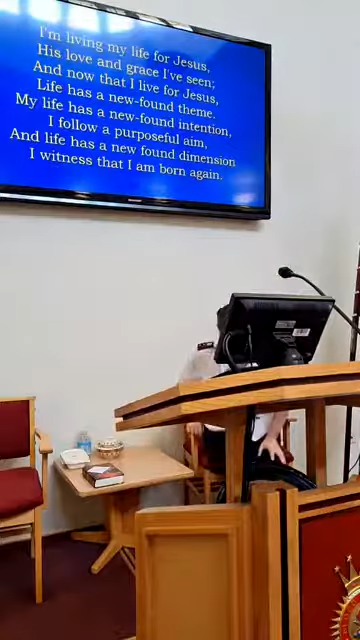 I'm living my life for Jesus,
His love and grace I've seen;
And now that I live for Jesus,
Life has a new-found theme.
My life has a new-found intention,
I follow a purposeful aim,
And life has a new found dimension
I witness that I am born again.